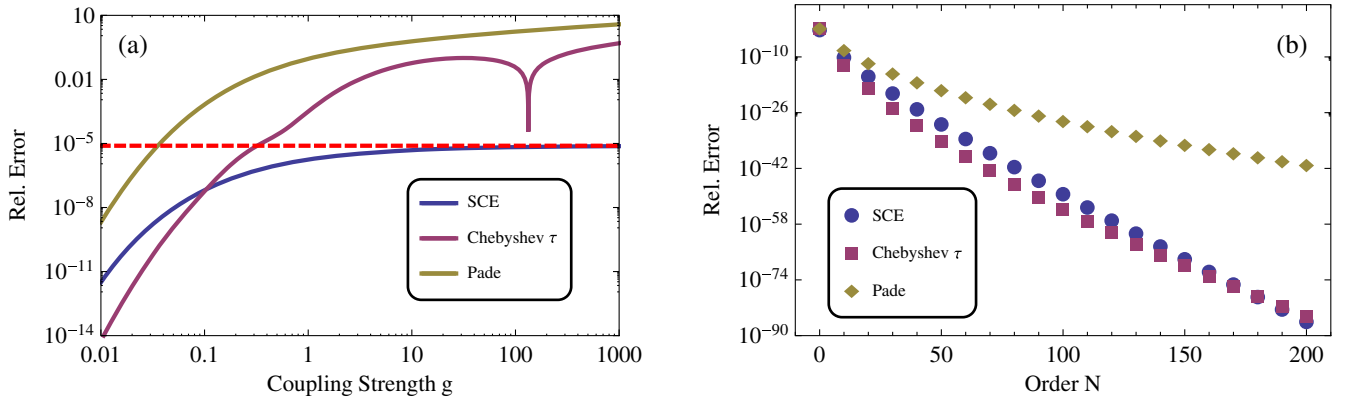 (a)
Rel. Error
10
0.01
10^-5
10^-8
10^-11
10^-14
SCE
Chebyshev τ
Pade
0.01 0.1 1 10 100 1000
Coupling Strength g
(b)
Rel. Error
10^-10
10^-26
10^-42
10^-58
10^-74
10^-90
SCE
Chebyshev τ
Pade
0 50 100 150 200
Order N